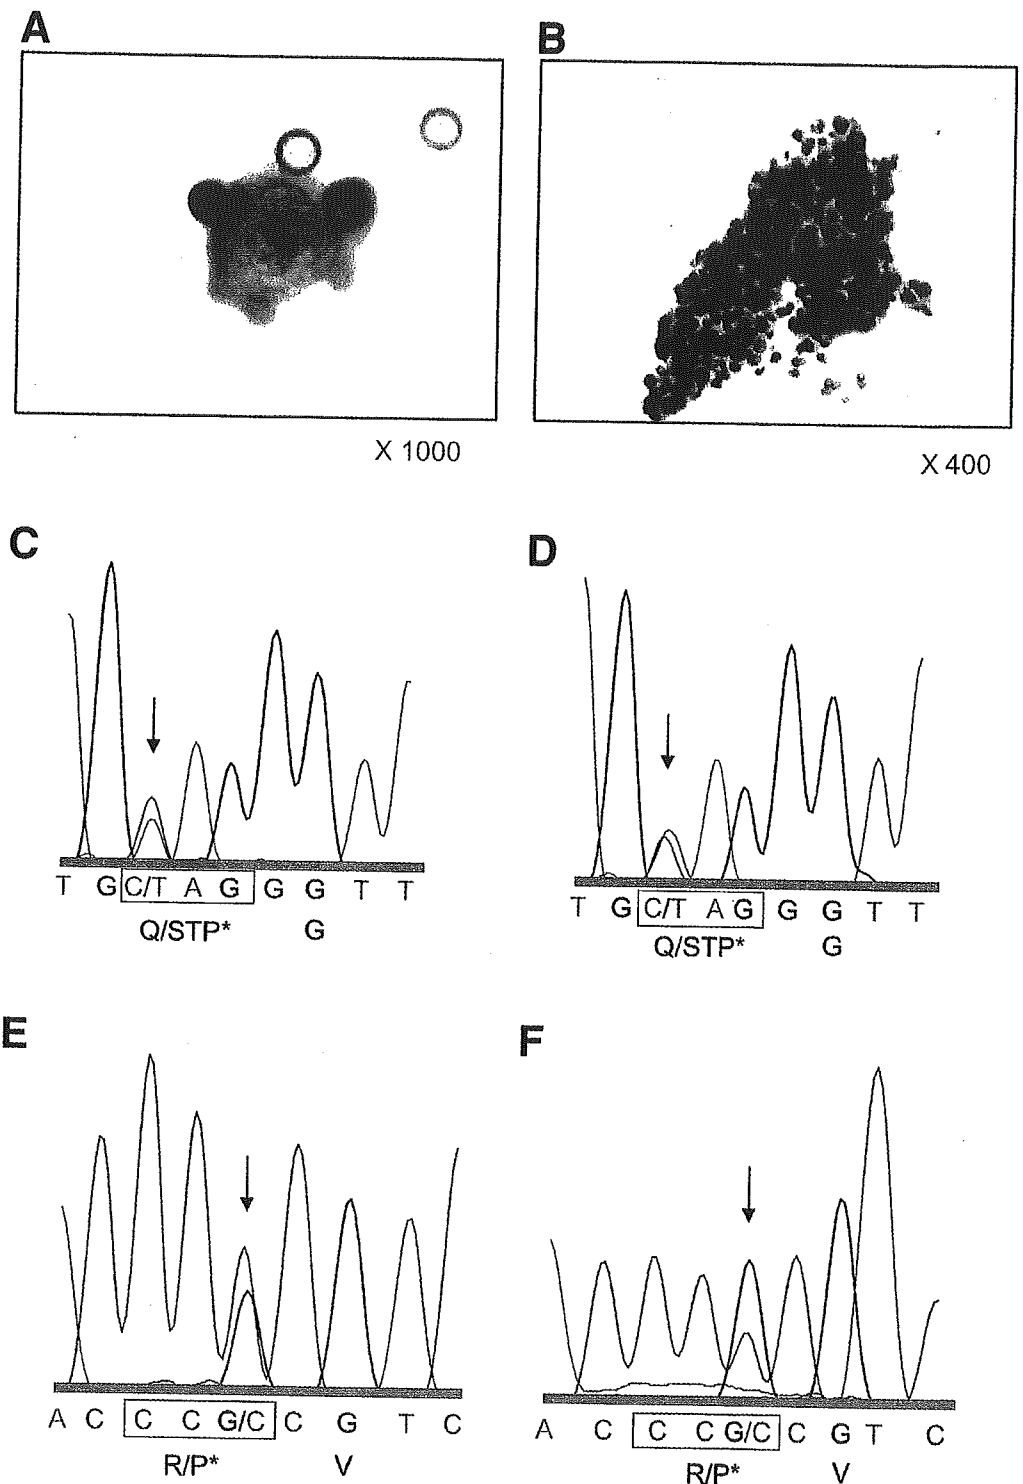 A
B
X 1000
X 400
C
D
T G C/T A G G G T T
Q/STP* G
T G C/T A G G G T T
Q/STP* G
E
F
A C C C G/C C G T C
R/P* V
A C C C G/C C G T C
R/P* V